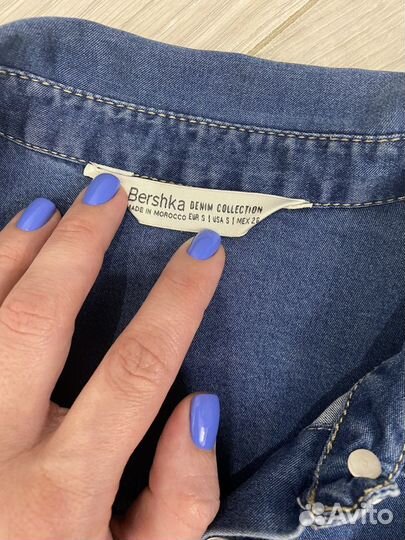 Bershka DENIM COLLECTION
MADE IN MOROCCO EUR S | USA S | MEX 26
Avito